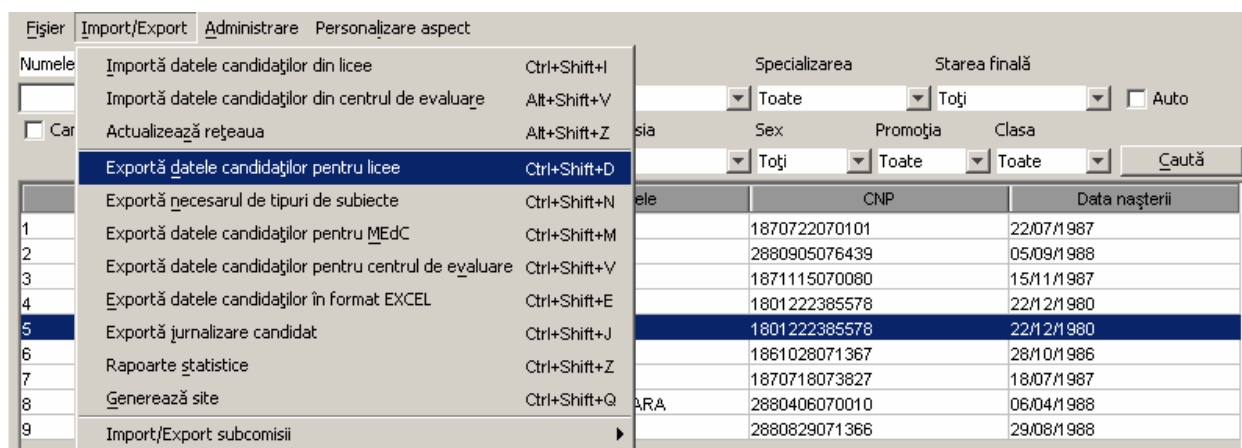 Fişier Import/Export Administrare Personalizare aspect
Numele Specializarea Starea finală
Importă datele candidaţilor din licee Ctrl+Shift+I
Importă datele candidaţilor din centrul de evaluare Alt+Shift+V Toate Toţi Auto
Actualizează reţeaua Alt+Shift+Z Sex Promoţia Clasa
Exportă datele candidaţilor pentru licee Ctrl+Shift+D Toţi Toate Toate Caută
Exportă necesarul de tipuri de subiecte Ctrl+Shift+N CNP Data naşterii
1 Exportă datele candidaţilor pentru MEdC Ctrl+Shift+M 1870722070101 22/07/1987
2 Exportă datele candidaţilor pentru centrul de evaluare Ctrl+Shift+V 2880905076439 05/09/1988
3 1871115070080 15/11/1987
4 Exportă datele candidaţilor în format EXCEL Ctrl+Shift+E 1801222385578 22/12/1980
5 Exportă jurnalizare candidat Ctrl+Shift+J 1801222385578 22/12/1980
6 1861028071367 28/10/1986
7 Rapoarte statistice Ctrl+Shift+Z 1870718073827 18/07/1987
8 Generează site Ctrl+Shift+Q ARA 2880406070010 06/04/1988
9 Import/Export subcomisii 2880829071366 29/08/1988